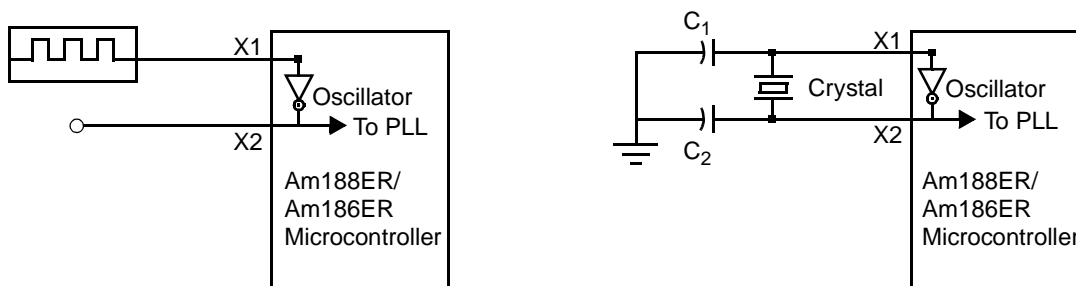 X1
Oscillator
To PLL
X2
Am188ER/
Am186ER
Microcontroller
C1
X1
Crystal
Oscillator
To PLL
X2
C2
Am188ER/
Am186ER
Microcontroller